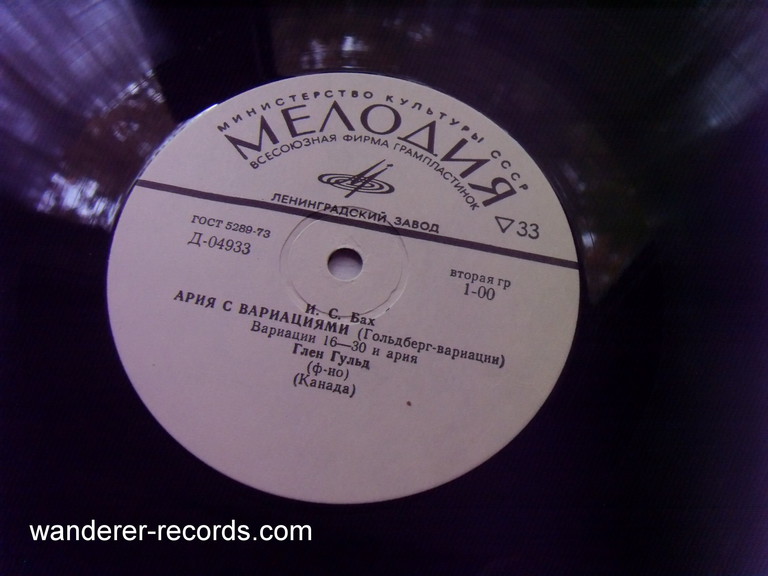 МИНИСТЕРСТВО КУЛЬТУРЫ СССР
МЕЛОДИЯ
ВСЕСОЮЗНАЯ ФИРМА ГРАМПЛАСТИНОК
ЛЕНИНГРАДСКИЙ ЗАВОД
▷33
ГОСТ 5289-73
Д-04933
вторая гр
1-00
И. С. Бах
АРИЯ С ВАРИАЦИЯМИ (Гольдберг-вариации)
Вариации 16—30 и ария
Глен Гульд
(ф-но)
(Канада)
wanderer-records.com